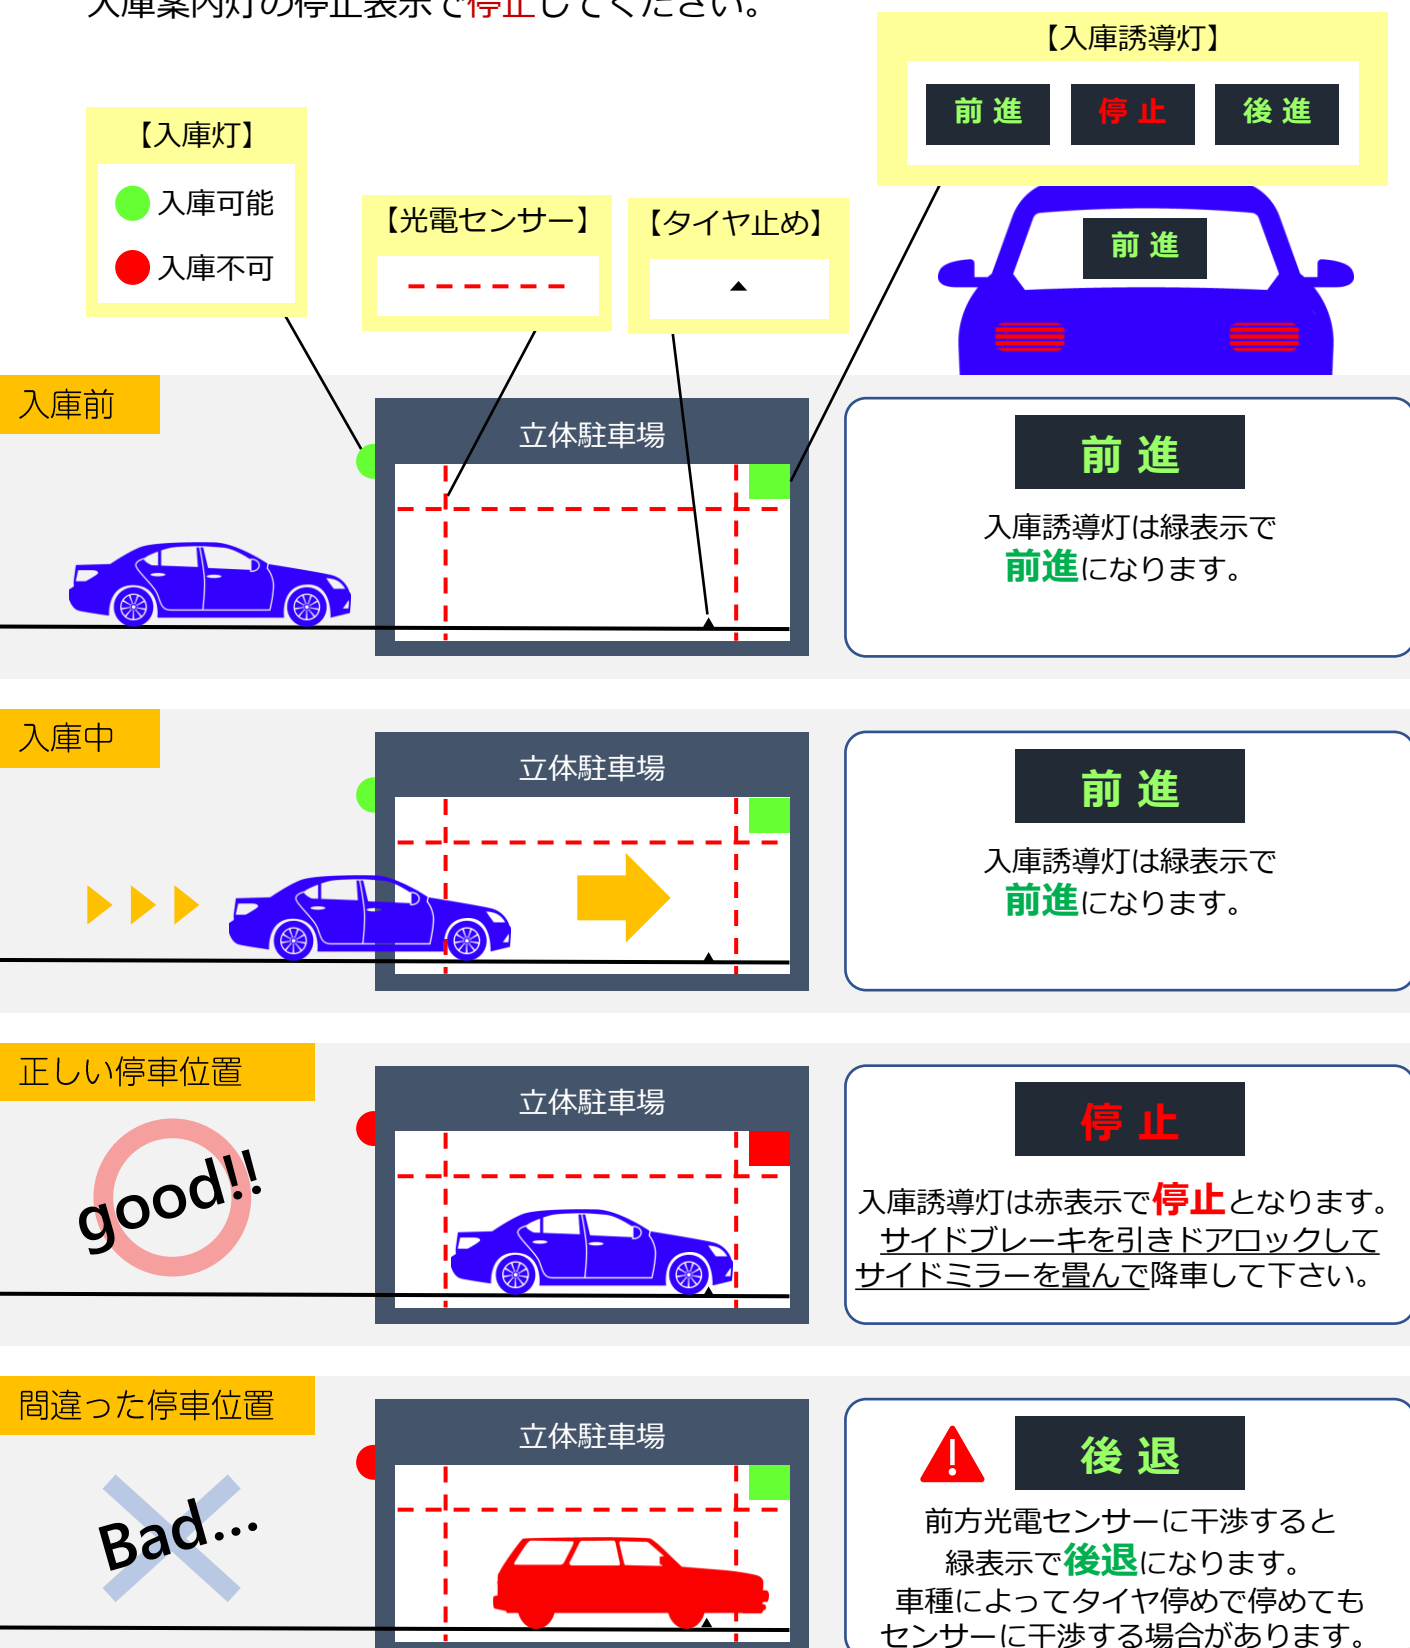 入庫案内灯の停止表示で停止してください。
【入庫誘導灯】
前進 停止 後進
【入庫灯】
入庫可能
入庫不可
【光電センサー】
【タイヤ止め】
前進
入庫前
立体駐車場
前進
入庫誘導灯は緑表示で
前進になります。
入庫中
立体駐車場
前進
入庫誘導灯は緑表示で
前進になります。
正しい停車位置
good!!
立体駐車場
停止
入庫誘導灯は赤表示で停止となります。
サイドブレーキを引きドアロックして
サイドミラーを畳んで降車して下さい。
間違った停車位置
Bad...
立体駐車場
後退
前方光電センサーに干渉すると
緑表示で後退になります。
車種によってタイヤ停めで停めても
センサーに干渉する場合があります。